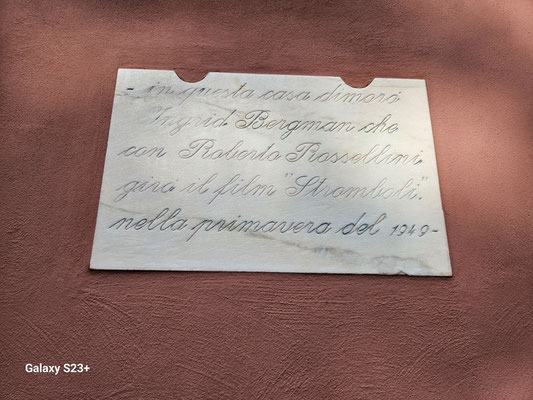 - in questa casa dimorò
Ingrid Bergman che
con Roberto Rossellini
girò il film "Stromboli".
nella primavera del 1949-
Galaxy S23+